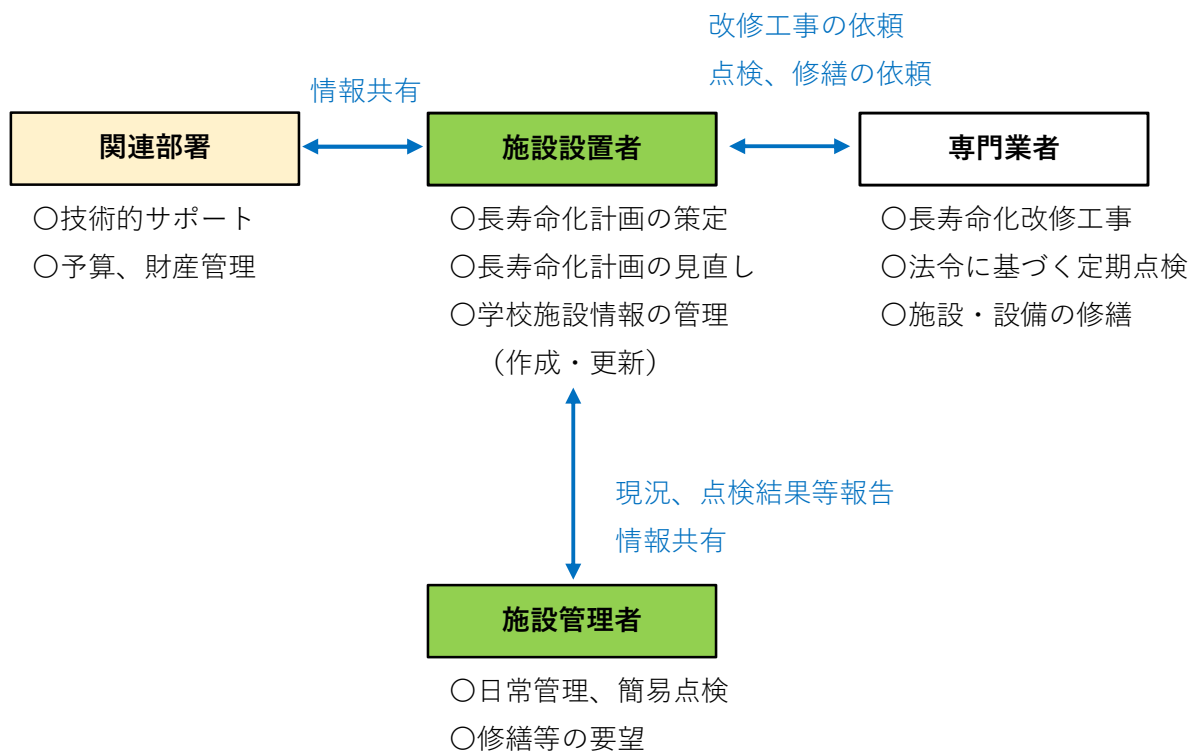 改修工事の依頼
点検、修繕の依頼
情報共有
関連部署
施設設置者
専門業者
〇技術的サポート
〇予算、財産管理
〇長寿命化計画の策定
〇長寿命化計画の見直し
〇学校施設情報の管理
（作成・更新）
〇長寿命化改修工事
〇法令に基づく定期点検
〇施設・設備の修繕
現況、点検結果等報告
情報共有
施設管理者
〇日常管理、簡易点検
〇修繕等の要望